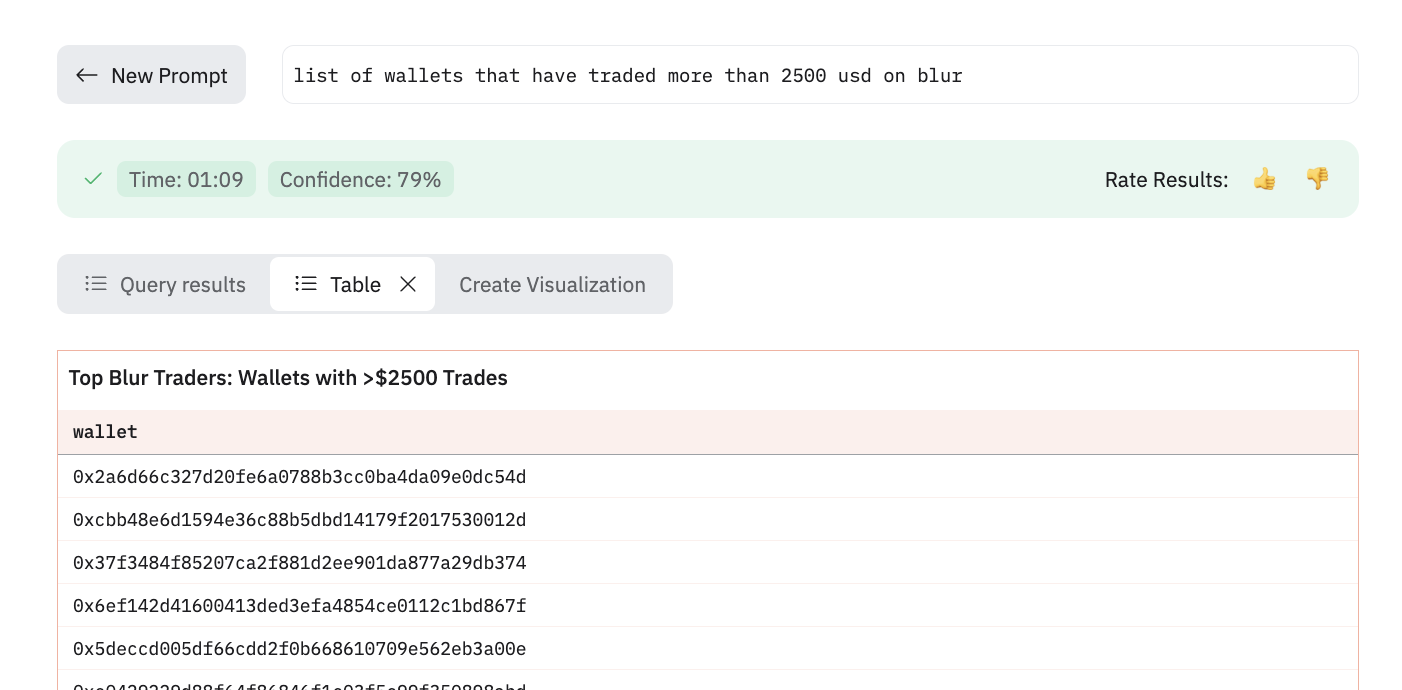 New Prompt
list of wallets that have traded more than 2500 usd on blur
Time: 01:09
Confidence: 79%
Rate Results:
Query results
Table
Create Visualization
Top Blur Traders: Wallets with >$2500 Trades
wallet
0x2a6d66c327d20fe6a0788b3cc0ba4da09e0dc54d
0xcbb48e6d1594e36c88b5dbd14179f2017530012d
0x37f3484f85207ca2f881d2ee901da877a29db374
0x6ef142d41600413ded3efa4854ce0112c1bd867f
0x5deccd005df66cdd2f0b668610709e562eb3a00e